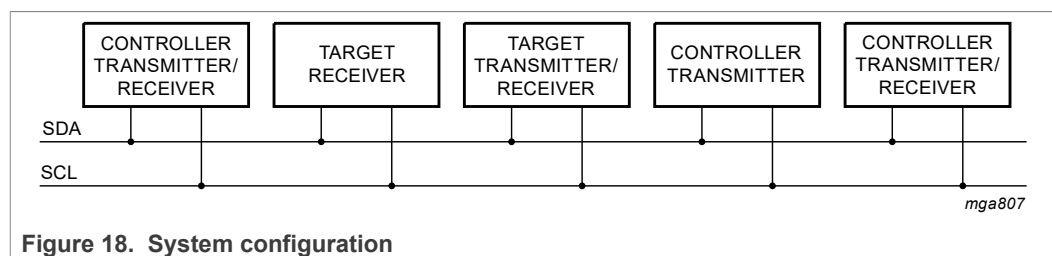 CONTROLLER
TRANSMITTER/
RECEIVER
TARGET
RECEIVER
TARGET
TRANSMITTER/
RECEIVER
CONTROLLER
TRANSMITTER
CONTROLLER
TRANSMITTER/
RECEIVER
SDA
SCL
mga807
Figure 18. System configuration